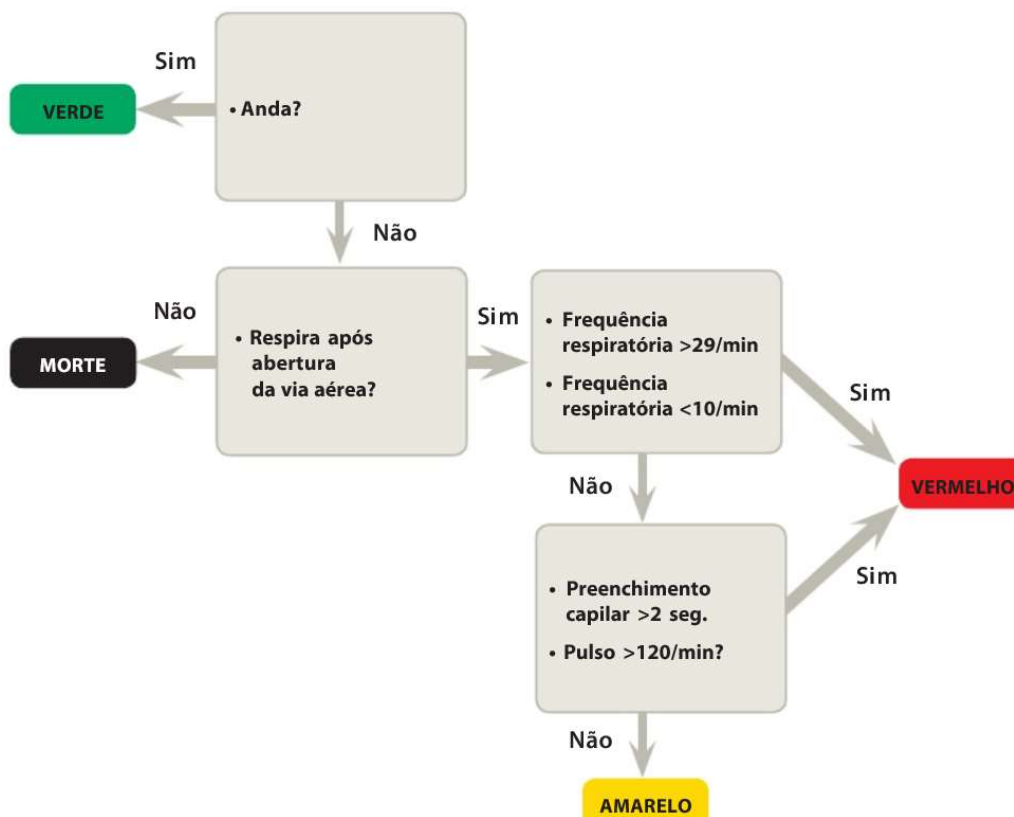 Sim
VERDE
• Anda?
Não
Não
MORTE
• Respira após
abertura
da via aérea?
Sim
• Frequência
respiratória >29/min
• Frequência
respiratória <10/min
Sim
VERMELHO
Não
• Preenchimento
capilar >2 seg.
• Pulso >120/min?
Sim
Não
AMARELO